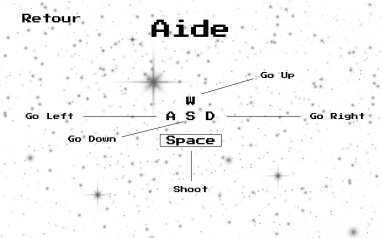 Retour
Aide
Go Up
W
Go Left
A S D
Go Right
Go Down
Space
Shoot